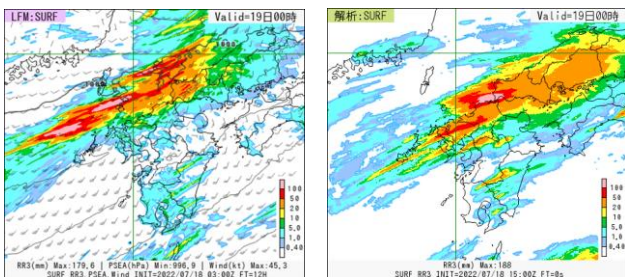 LFM:SURF
Valid=19日00時
1000
100
50
20
10
5,0
1,0
0,40
RR3(mm) Max:179,6 | PSEA(hPa) Min:996,9 | Wind(kt) Max:45,3
SURF RR3 PSEA Wind INIT=2022/07/18 03:00Z FT=12H
解析:SURF
Valid=19日00時
100
50
20
10
5,0
1,0
0,40
RR3(mm) Max:188
SURF RR3 INIT=2022/07/18 15:00Z FT=0s